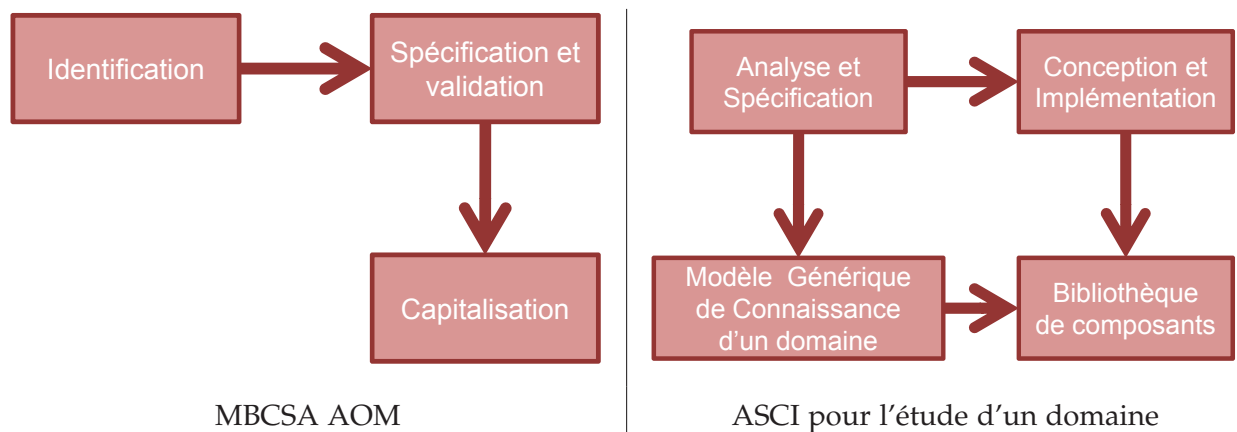 Identification
Spécification et
validation
Capitalisation
MBCSA AOM
Analyse et
Spécification
Conception et
Implémentation
Modèle Générique
de Connaissance
d'un domaine
Bibliothèque
de composants
ASCI pour l'étude d'un domaine